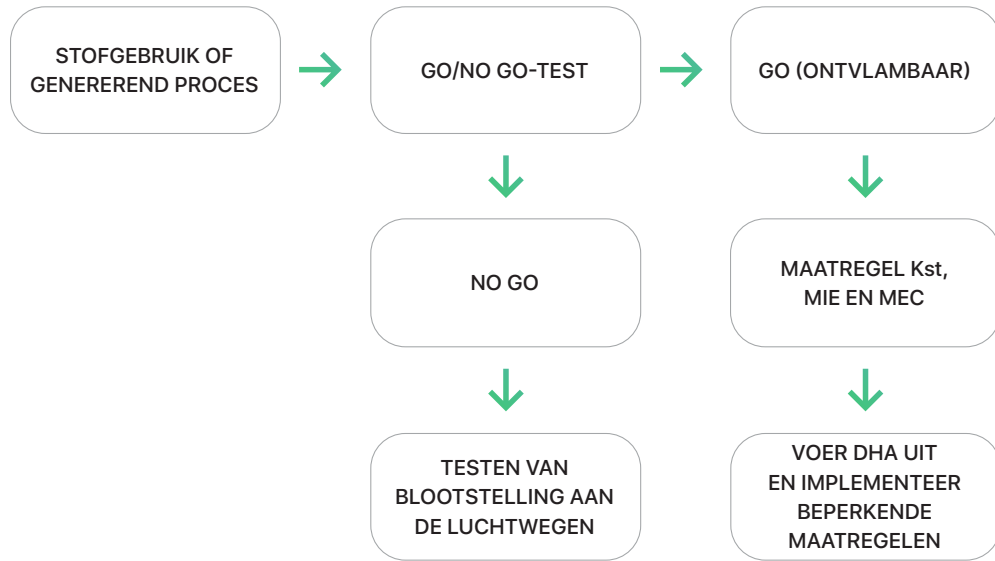 STOFGEBRUIK OF
GENEREREND PROCES
GO/NO GO-TEST
GO (ONTVLAMBAAR)
NO GO
MAATREGEL Kst,
MIE EN MEC
TESTEN VAN
BLOOTSTELLING AAN
DE LUCHTWEGEN
VOER DHA UIT
EN IMPLEMENTEER
BEPERKENDE
MAATREGELEN